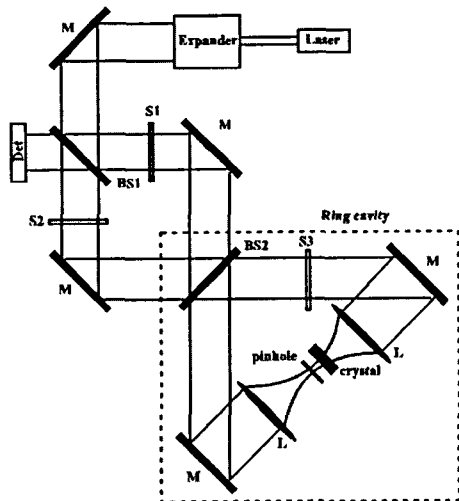 M
Expander
Laser
S1
M
Det
BS1
S2
Ring cavity
BS2
S3
M
M
pinhole
crystal
L
L
M